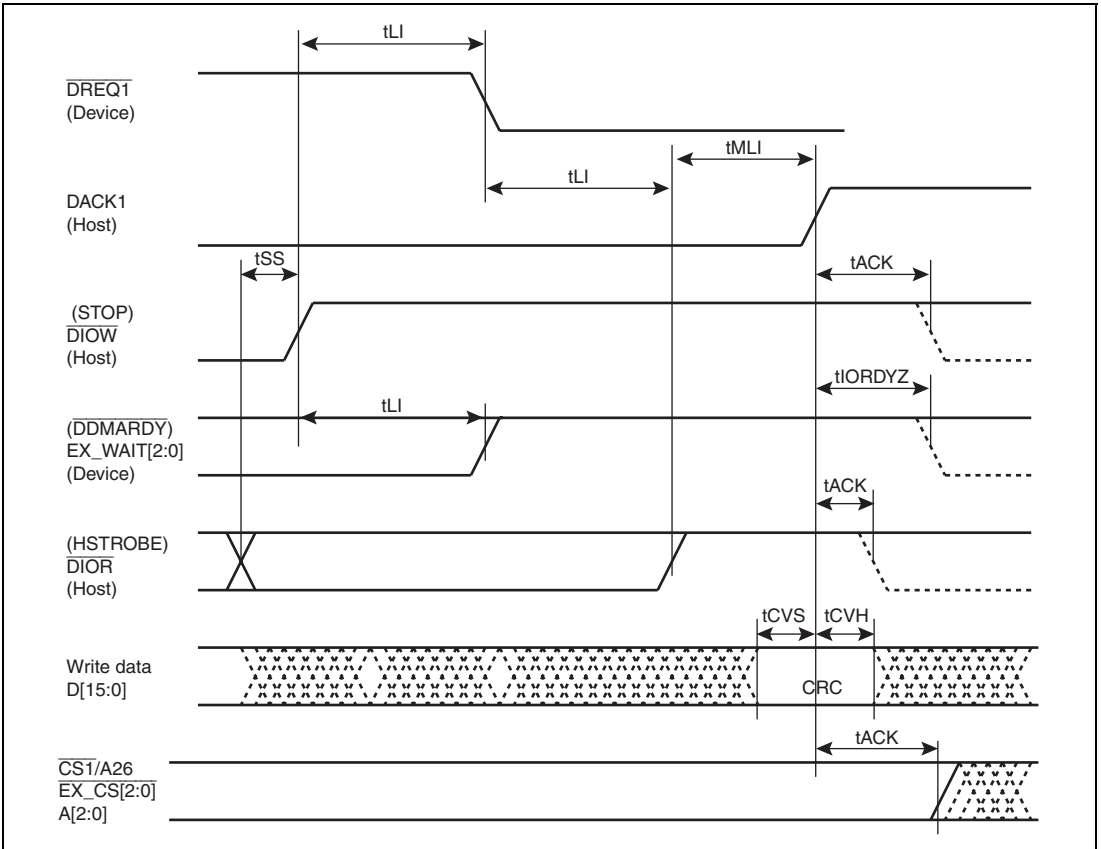 tLI
DREQ1
(Device)
tMLI
tLI
DACK1
(Host)
tSS
tACK
(STOP)
DIOW
(Host)
tIORDYZ
tLI
(DDMARDY)
EX_WAIT[2:0]
(Device)
tACK
(HSTROBE)
DIOR
(Host)
tCVS tCVH
Write data
D[15:0]
CRC
tACK
CS1/A26
EX_CS[2:0]
A[2:0]